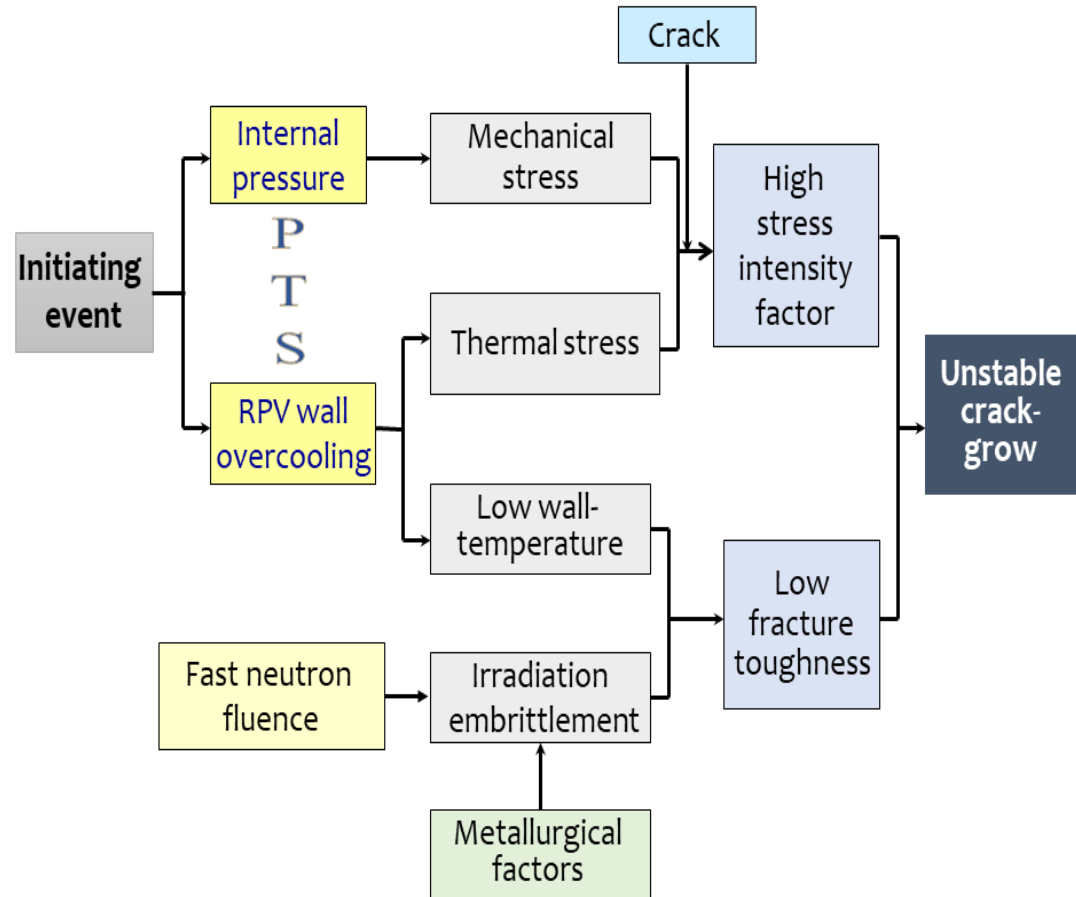 Crack
Internal
pressure
Mechanical
stress
High
stress
intensity
factor
P
T
S
Initiating
event
Thermal stress
RPV wall
overcooling
Unstable
crack-
grow
Low wall-
temperature
Low
fracture
toughness
Fast neutron
fluence
Irradiation
embrittlement
Metallurgical
factors